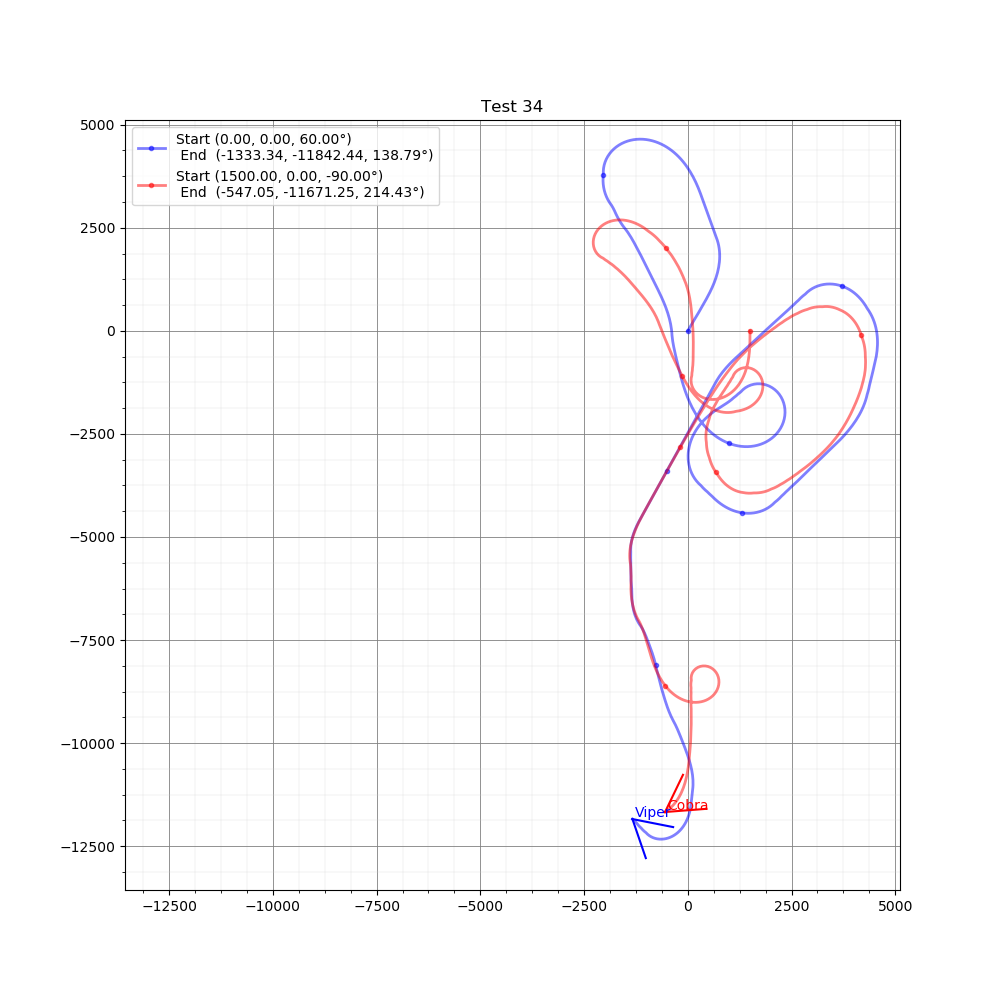 Test 34
Start (0.00, 0.00, 60.00°)
End  (-1333.34, -11842.44, 138.79°)
Start (1500.00, 0.00, -90.00°)
End  (-547.05, -11671.25, 214.43°)
5000
2500
0
−2500
−5000
−7500
−10000
−12500
Cobra
Viper
−12500 −10000 −7500 −5000 −2500 0 2500 5000